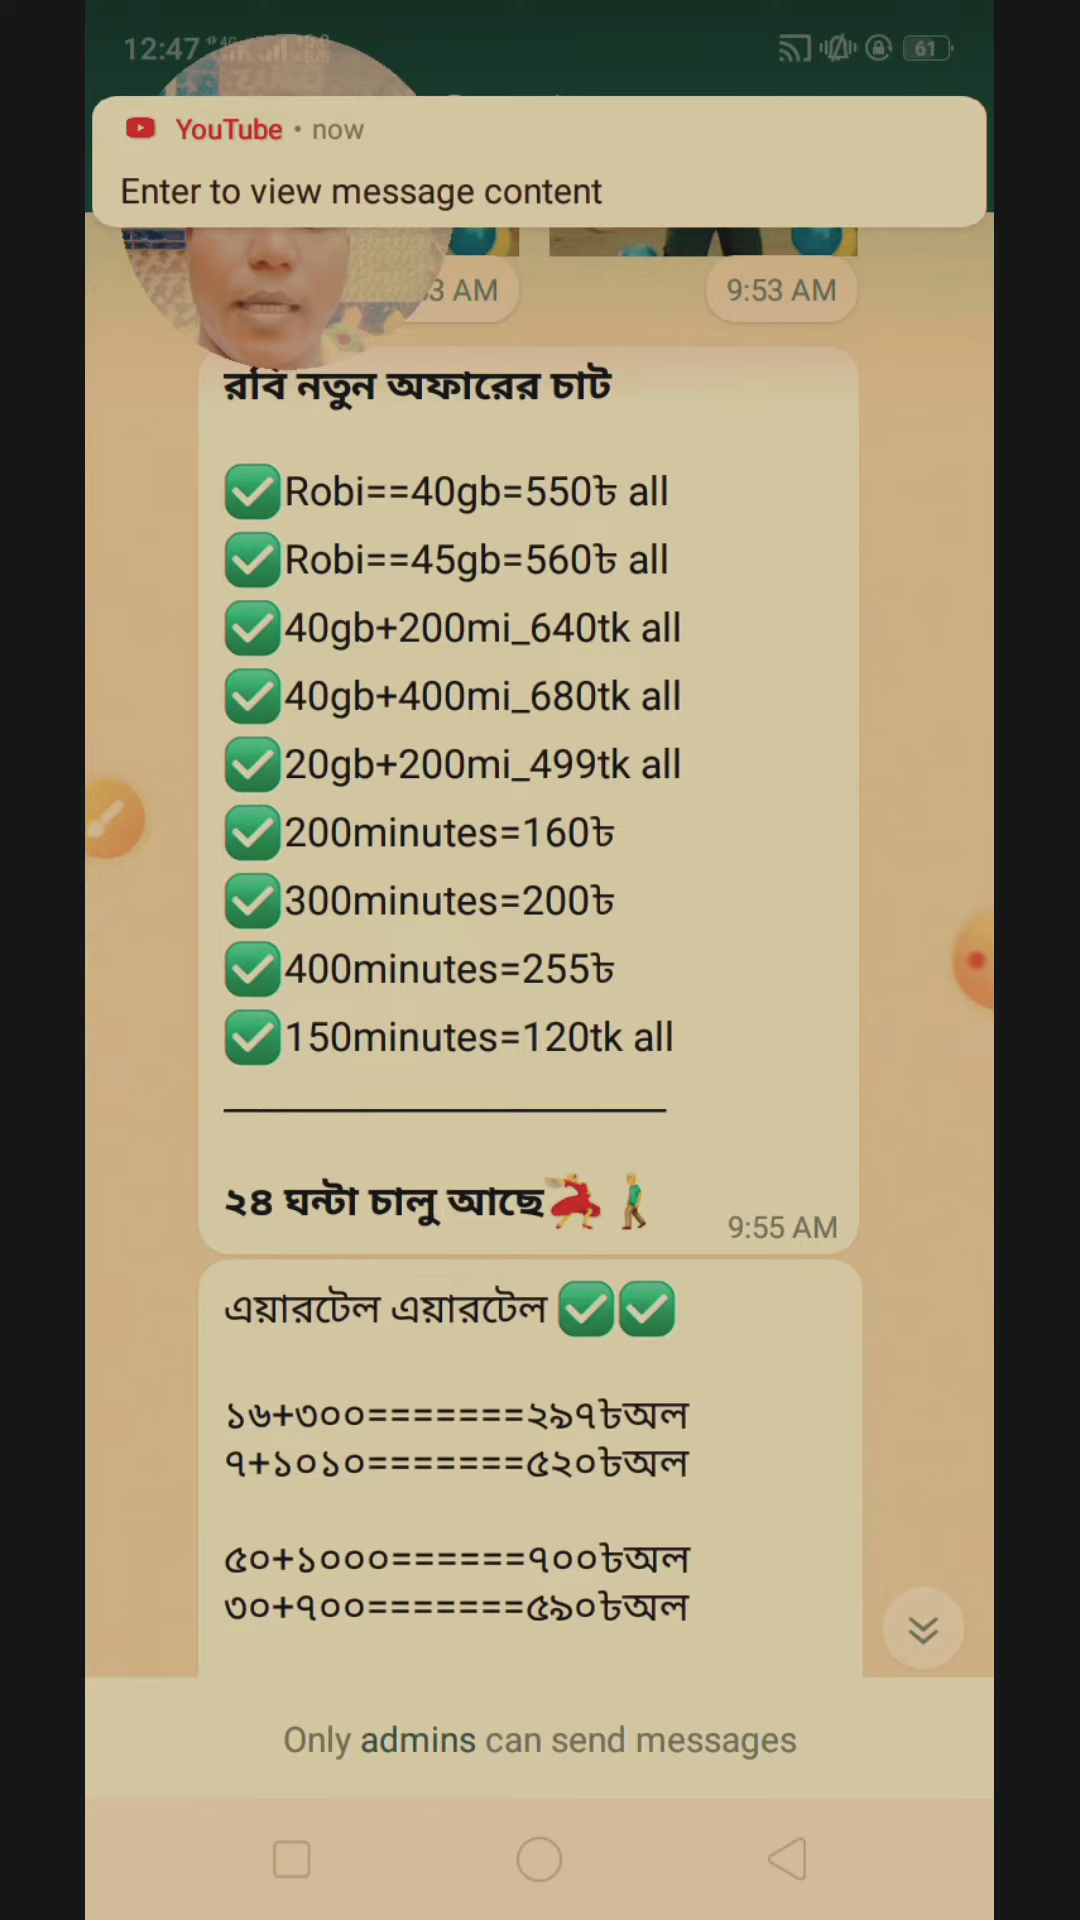 12:47
61
YouTube • now
Enter to view message content
3 AM
9:53 AM
রবি নতুন অফারের চার্ট
✅Robi==40gb=550৳ all
✅Robi==45gb=560৳ all
✅40gb+200mi_640tk all
✅40gb+400mi_680tk all
✅20gb+200mi_499tk all
✅200minutes=160৳
✅300minutes=200৳
✅400minutes=255৳
✅150minutes=120tk all
২৪ ঘন্টা চালু আছে💃🚶
9:55 AM
এয়ারটেল এয়ারটেল ✅✅
১৬+৩০০=======২৯৭৳অল
৭+১০১০=======৫২০৳অল
৫০+১০০০======৭০০৳অল
৩০+৭০০=======৫৯০৳অল
Only admins can send messages